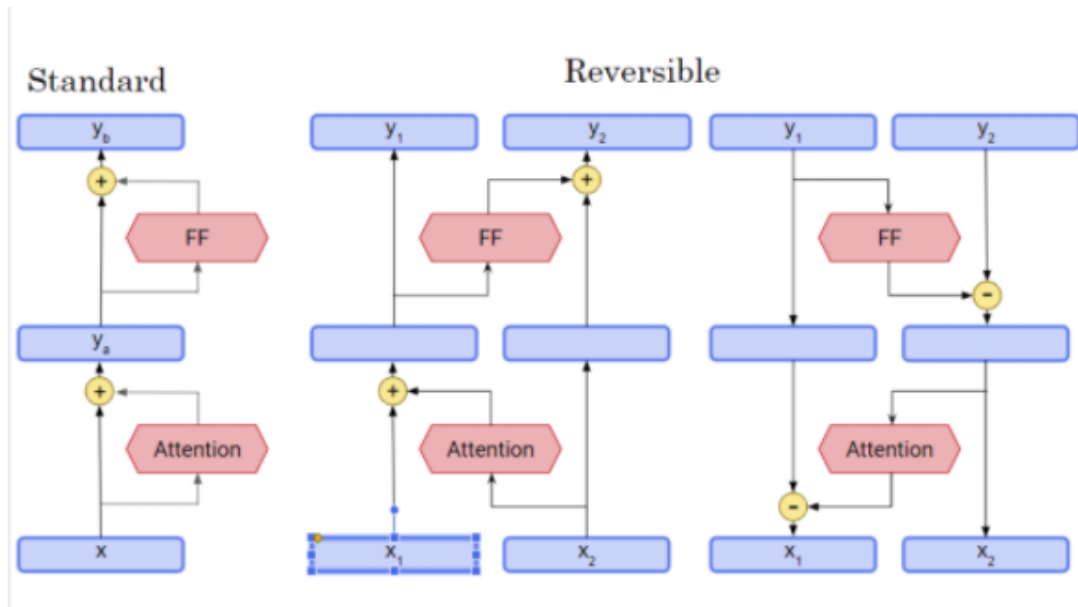 Standard
Reversible
y_b
y_1
y_2
y_1
y_2
+
+
FF
FF
FF
-
y_a
+
+
Attention
Attention
Attention
-
x
x_1
x_2
x_1
x_2